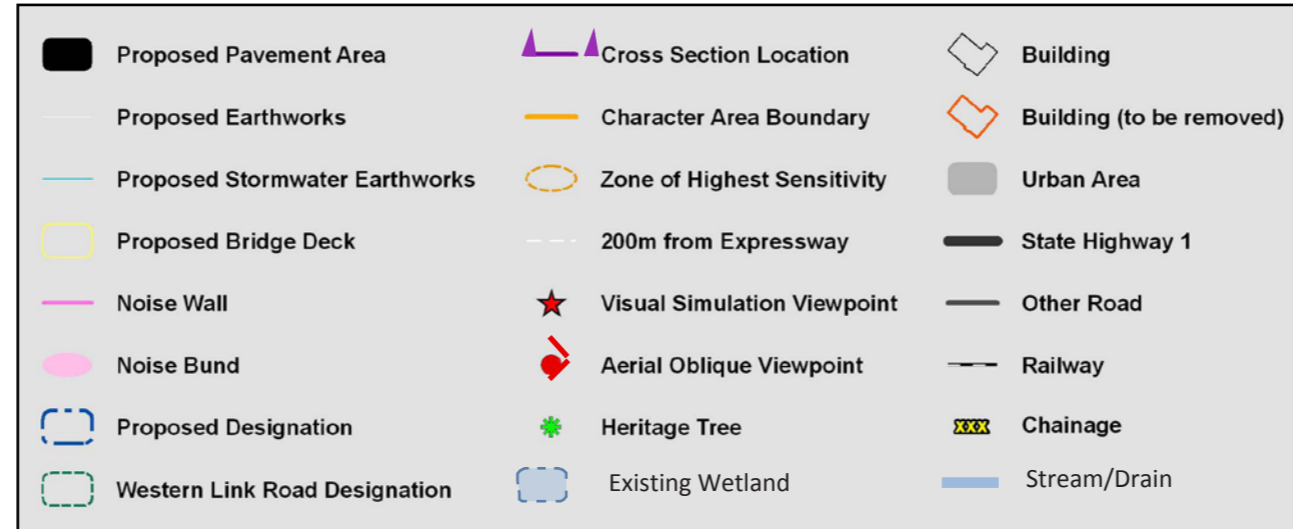 Proposed Pavement Area
Proposed Earthworks
Proposed Stormwater Earthworks
Proposed Bridge Deck
Noise Wall
Noise Bund
Proposed Designation
Western Link Road Designation
Cross Section Location
Character Area Boundary
Zone of Highest Sensitivity
200m from Expressway
Visual Simulation Viewpoint
Aerial Oblique Viewpoint
Heritage Tree
Existing Wetland
Building
Building (to be removed)
Urban Area
State Highway 1
Other Road
Railway
XXX Chainage
Stream/Drain